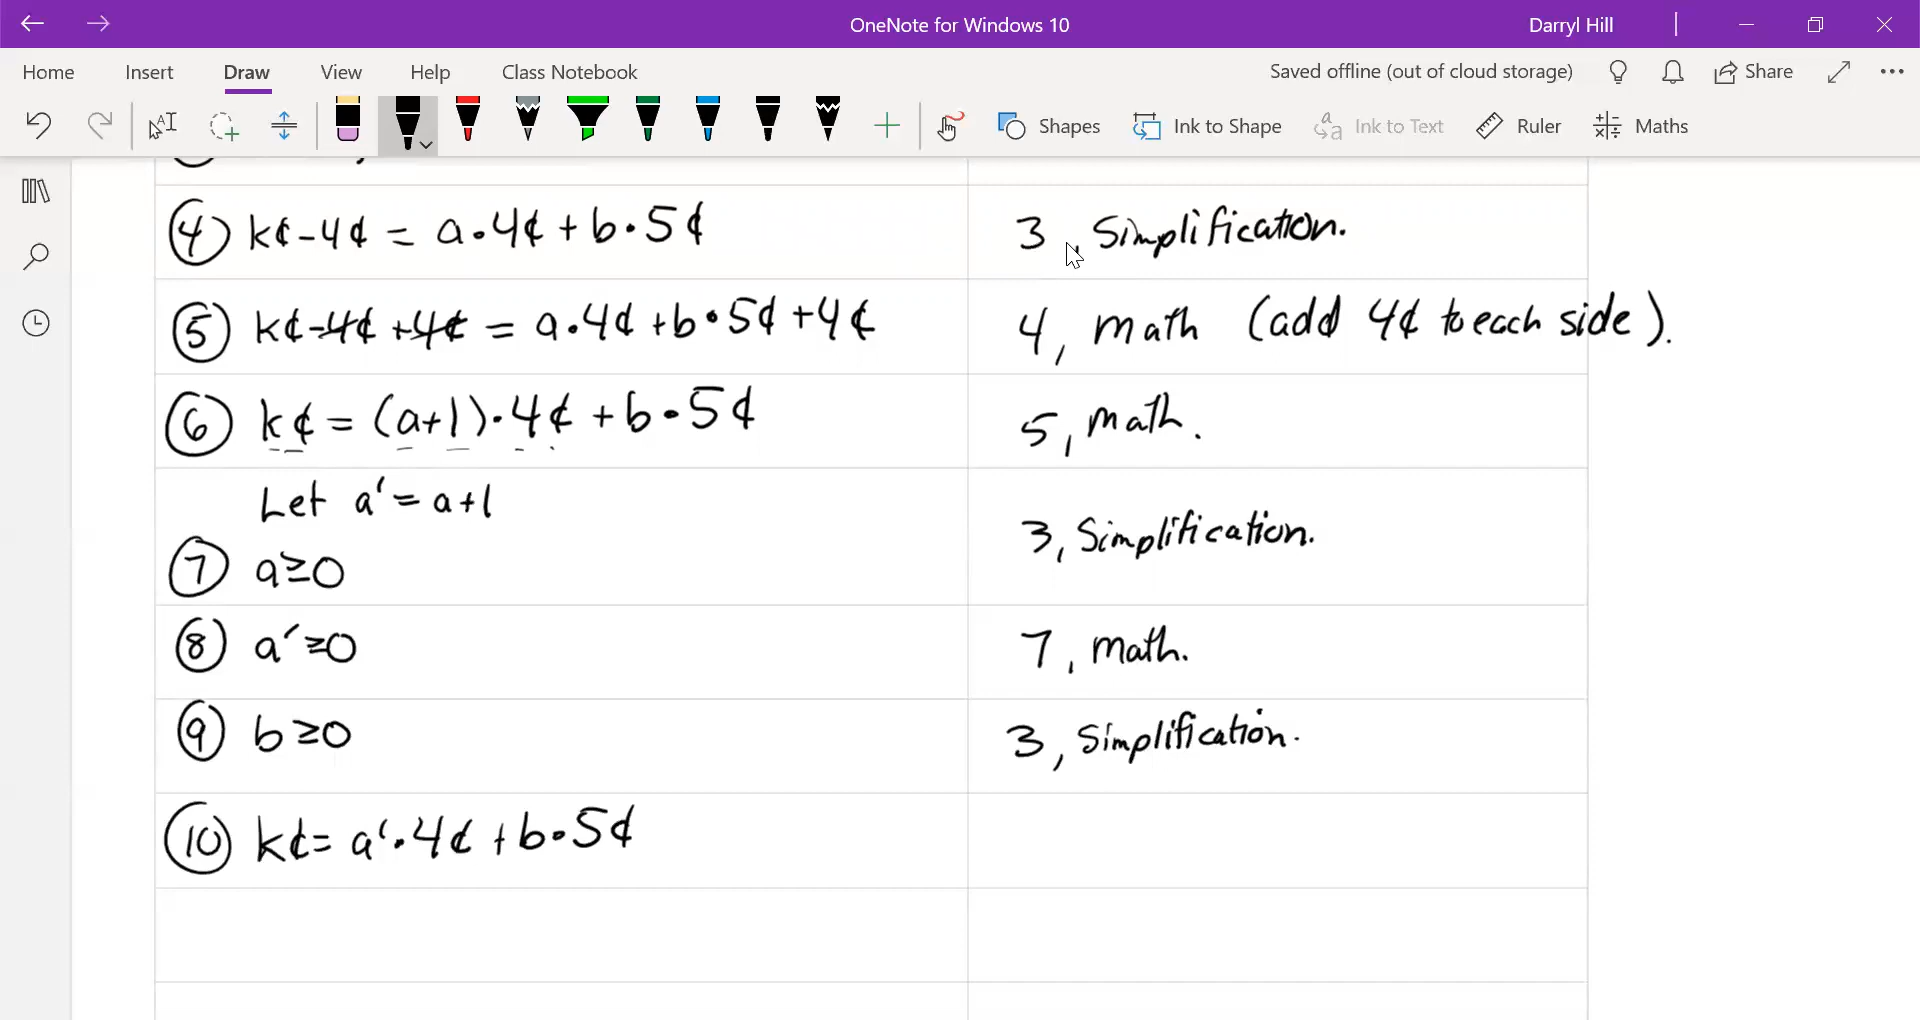 OneNote for Windows 10
Darryl Hill
Home Insert Draw View Help Class Notebook
Saved offline (out of cloud storage)
Share
Shapes
Ink to Shape
Ink to Text
Ruler
Maths
④ k¢-4¢ = a·4¢ + b·5¢
3, Simplification.
⑤ k¢-4¢+4¢ = a·4¢+b·5¢+4¢
4, math (add 4¢ to each side).
⑥ k¢ = (a+1)·4¢ + b·5¢
5, math.
Let a' = a+1
⑦ a≥0
3, Simplification.
⑧ a'≥0
7, math.
⑨ b≥0
3, Simplification.
⑩ k¢= a'·4¢ + b·5¢